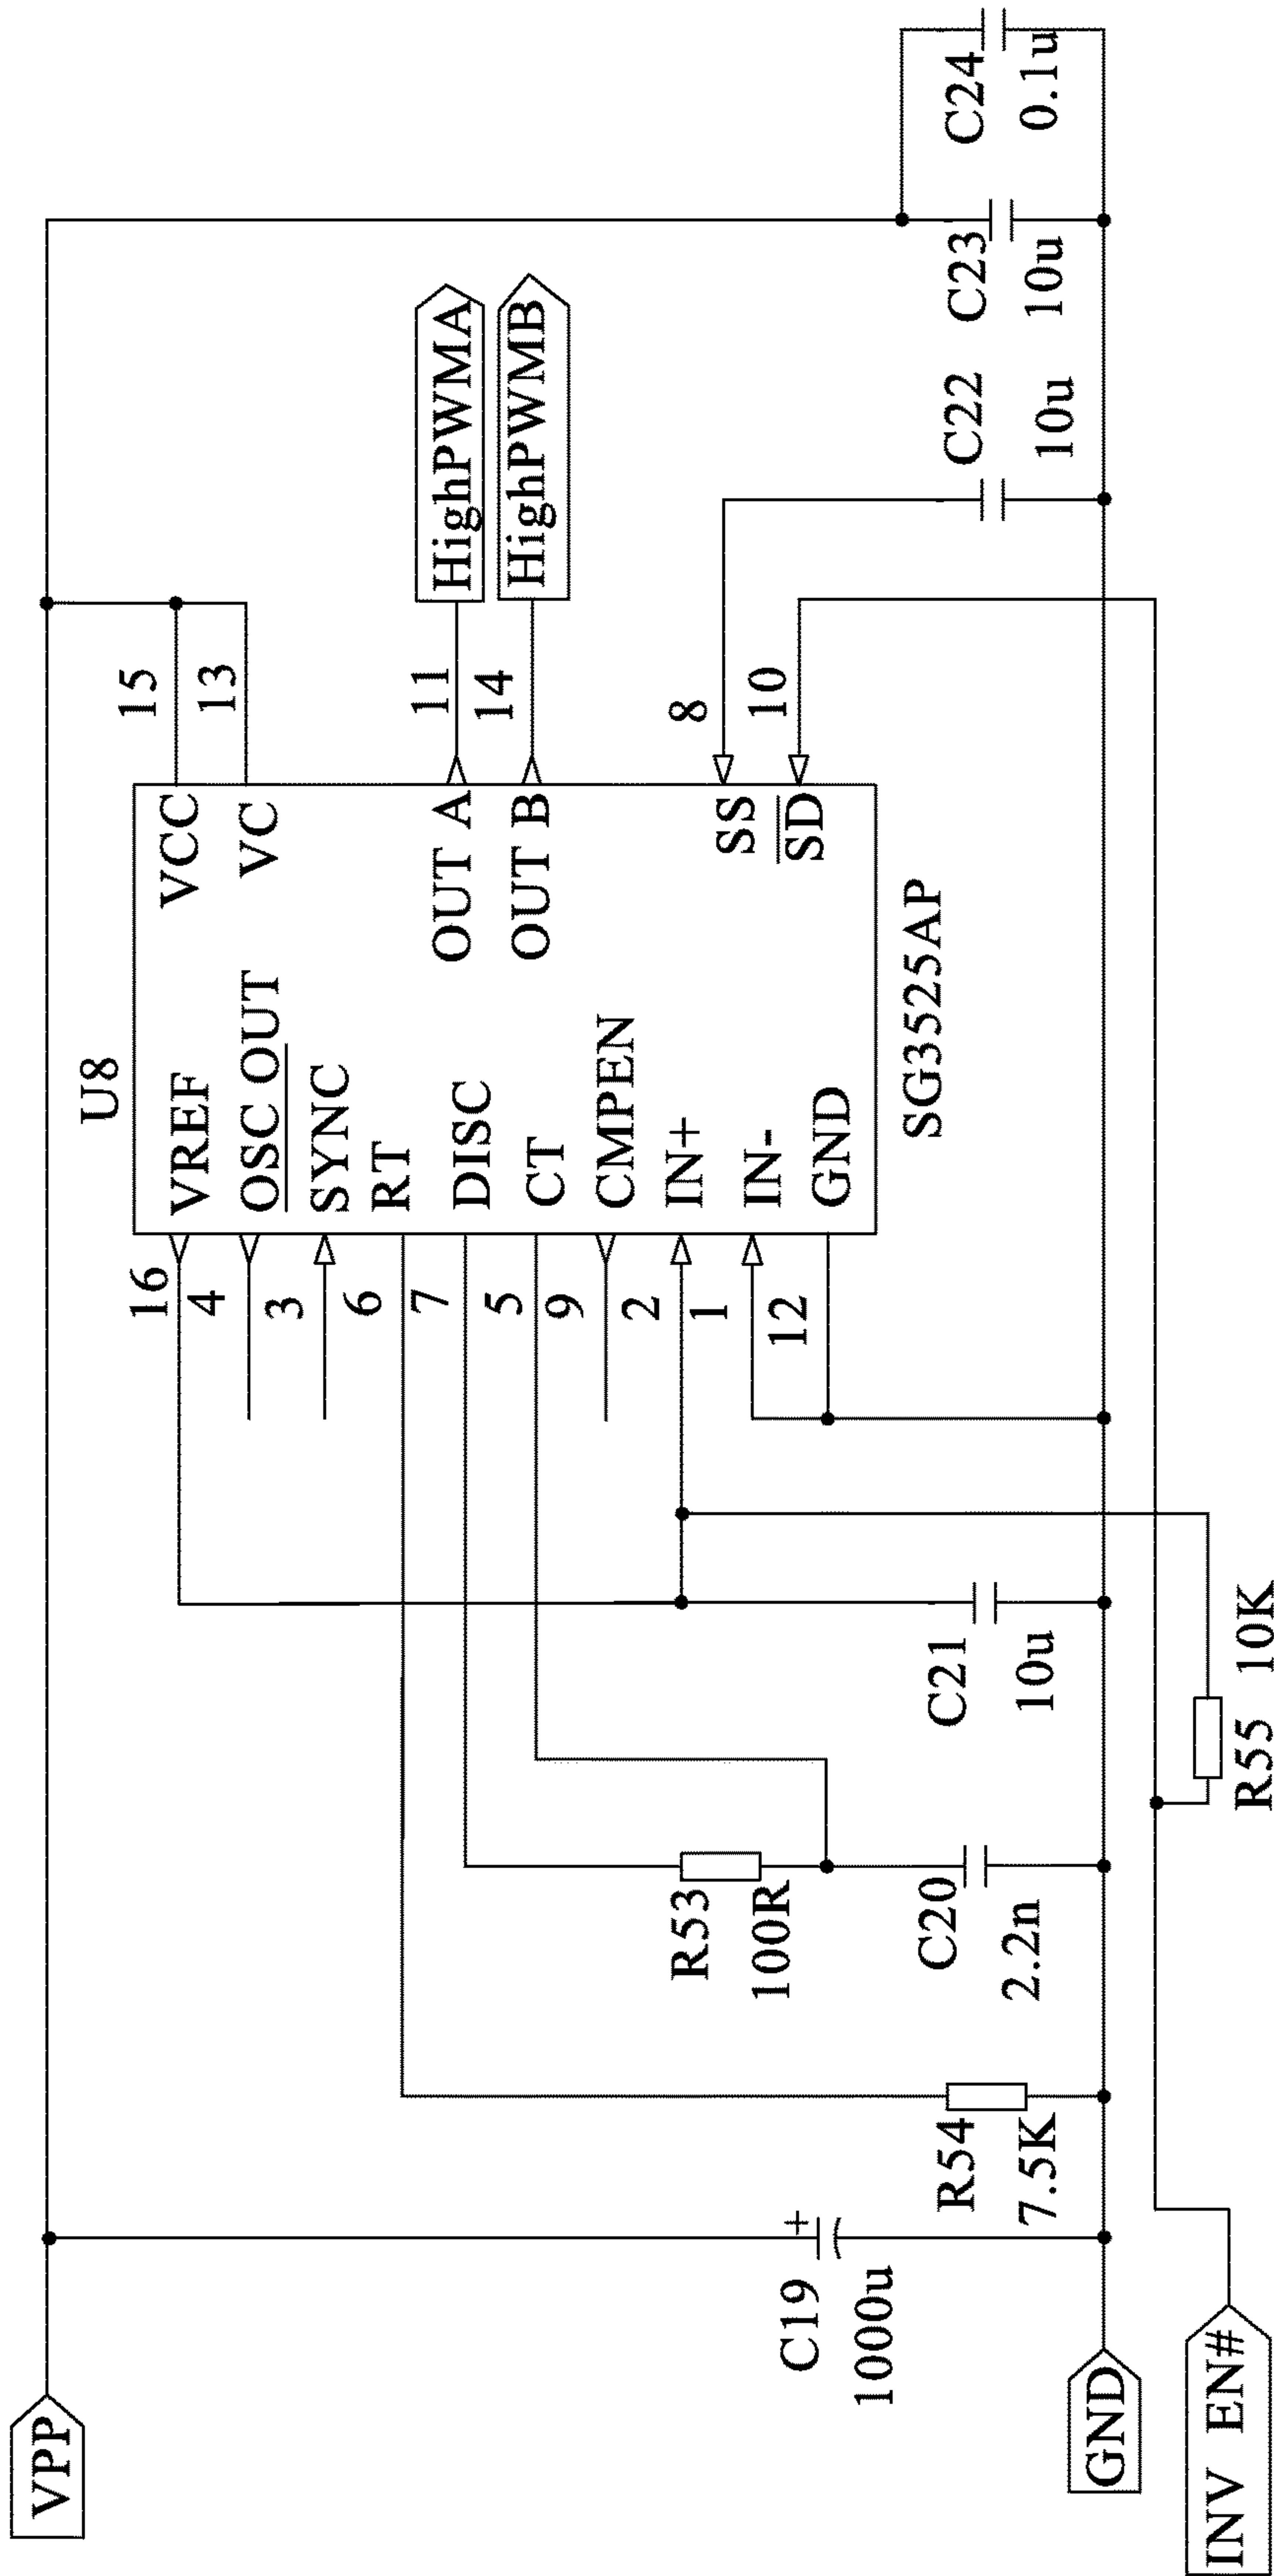 VPP
U8
16
VREF
VCC
15
4
OSC OUT
VC
13
3
SYNC
6
RT
OUT A
11
HighPWMA
7
DISC
OUT B
14
HighPWMB
5
CT
9
CMPEN
2
IN+
SS
8
1
IN-
SD
10
12
GND
SG3525AP
C19
1000u
R53
100R
R54
7.5K
C20
2.2n
C21
10u
C22
10u
C23
10u
C24
0.1u
GND
R55 10K
INV EN#